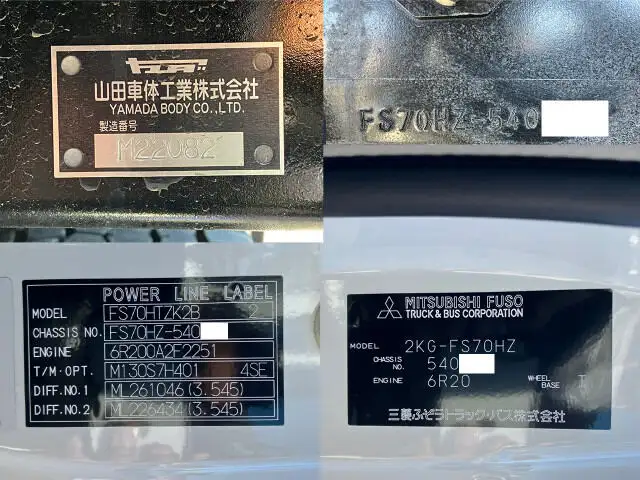 ヤマダ
山田車体工業株式会社
YAMADA BODY CO.,LTD.
製造番号
M22082
FS70HZ-540
POWER LINE LABEL
MODEL FS70HTZK2B 2
CHASSIS NO. FS70HZ-540
ENGINE 6R200A2F2251
T/M・OPT. M130S7H401 4SE
DIFF.NO.1 ML261046(3.545)
DIFF.NO.2 ML226434(3.545)
MITSUBISHI FUSO
TRUCK & BUS CORPORATION
MODEL 2KG-FS70HZ
CHASSIS NO. 540
ENGINE 6R20 WHEEL BASE T
三菱ふそうトラック・バス株式会社